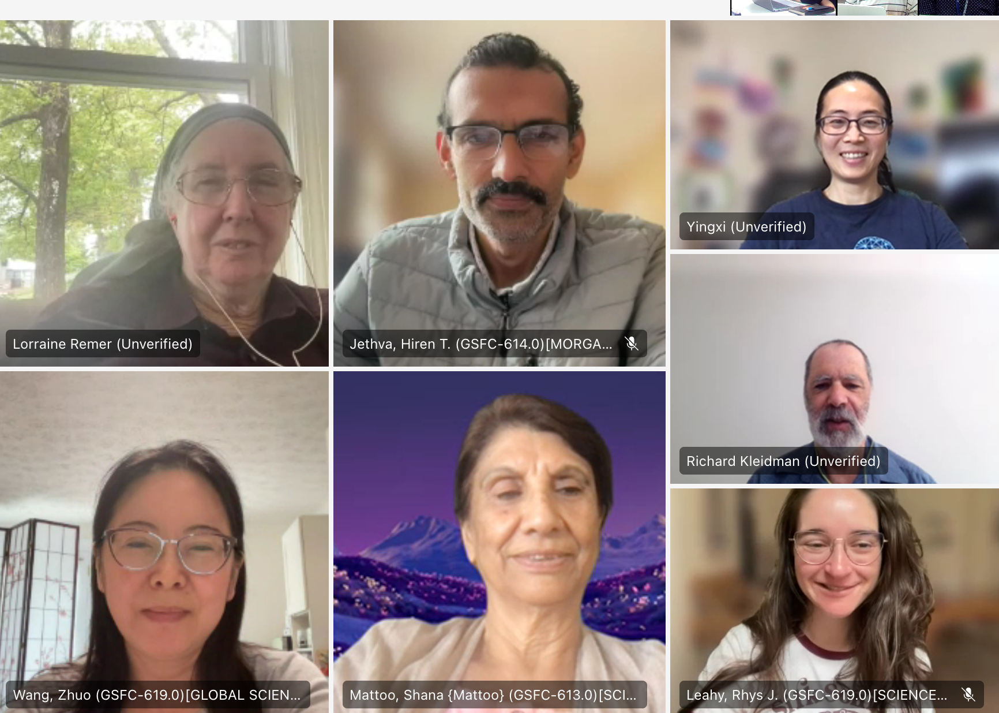 Lorraine Remer (Unverified)
Jethva, Hiren T. (GSFC-614.0)[MORGA...
Yingxi (Unverified)
Richard Kleidman (Unverified)
Wang, Zhuo (GSFC-619.0)[GLOBAL SCIEN...
Mattoo, Shana {Mattoo} (GSFC-613.0)[SCI...
Leahy, Rhys J. (GSFC-619.0)[SCIENCE...